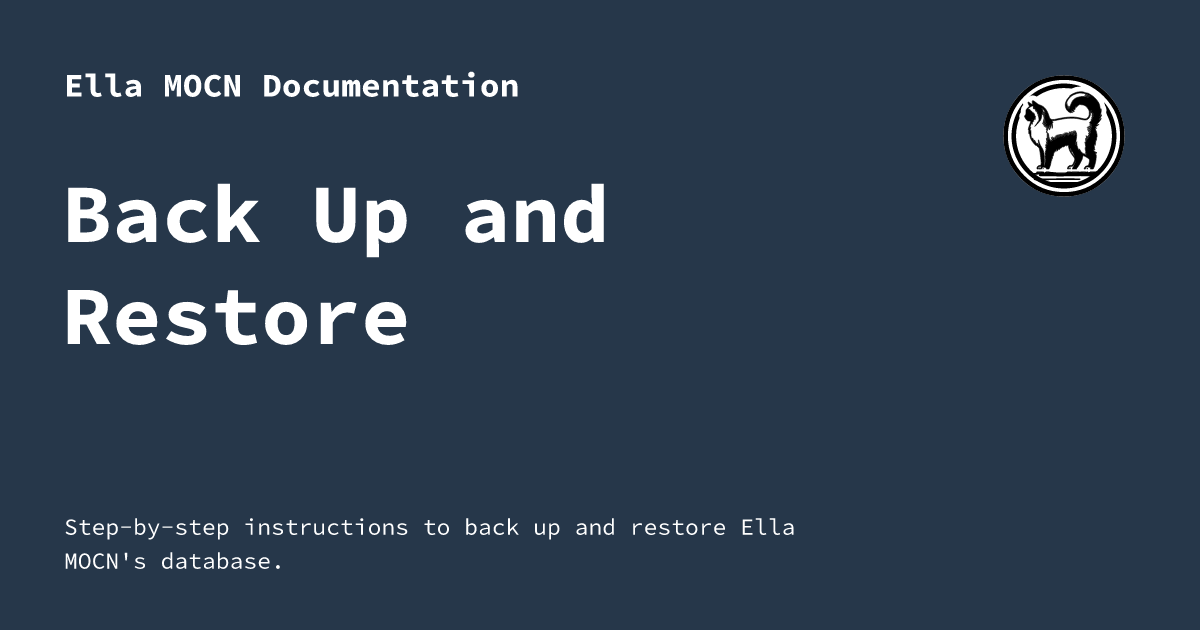 Ella MOCN Documentation
Back Up and
Restore
Step-by-step instructions to back up and restore Ella
MOCN's database.